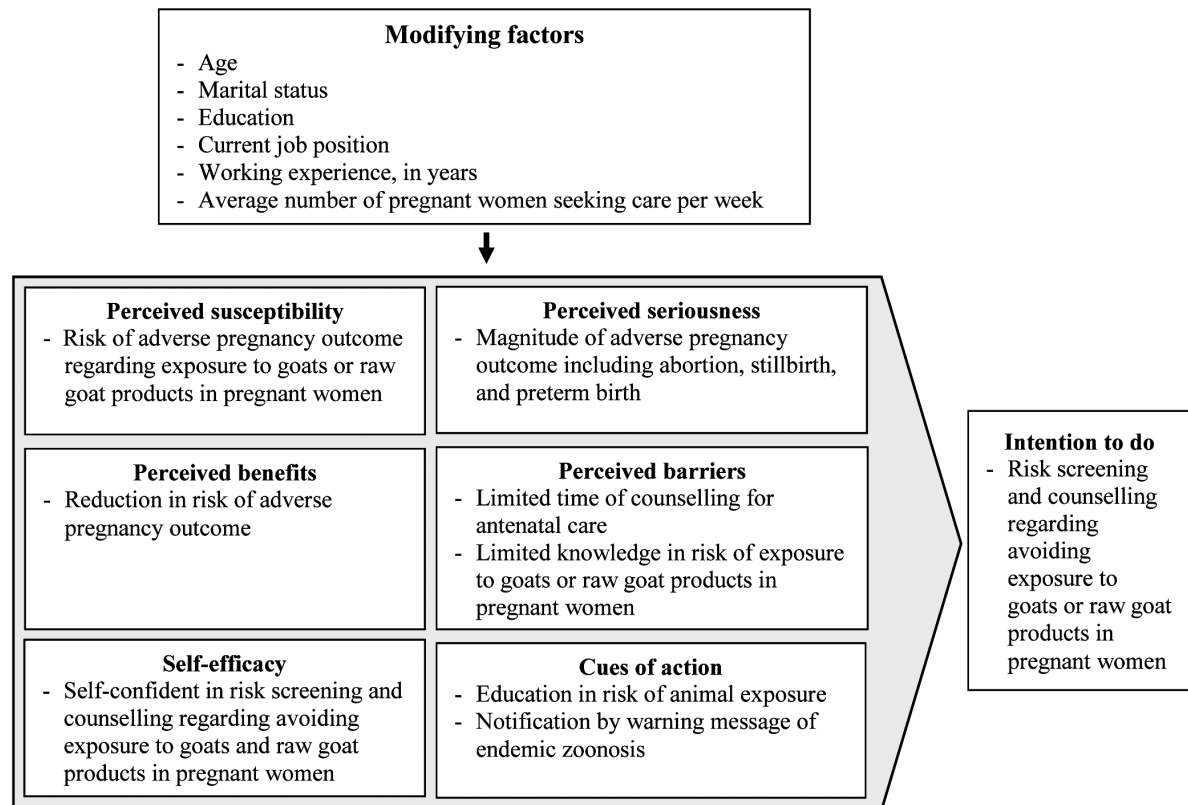 Modifying factors
- Age
- Marital status
- Education
- Current job position
- Working experience, in years
- Average number of pregnant women seeking care per week
Perceived susceptibility
- Risk of adverse pregnancy outcome
regarding exposure to goats or raw
goat products in pregnant women
Perceived seriousness
- Magnitude of adverse pregnancy
outcome including abortion, stillbirth,
and preterm birth
Perceived benefits
- Reduction in risk of adverse
pregnancy outcome
Perceived barriers
- Limited time of counselling for
antenatal care
- Limited knowledge in risk of exposure
to goats or raw goat products in
pregnant women
Self-efficacy
- Self-confident in risk screening and
counselling regarding avoiding
exposure to goats and raw goat
products in pregnant women
Cues of action
- Education in risk of animal exposure
- Notification by warning message of
endemic zoonosis
Intention to do
- Risk screening
and counselling
regarding
avoiding
exposure to
goats or raw goat
products in
pregnant women